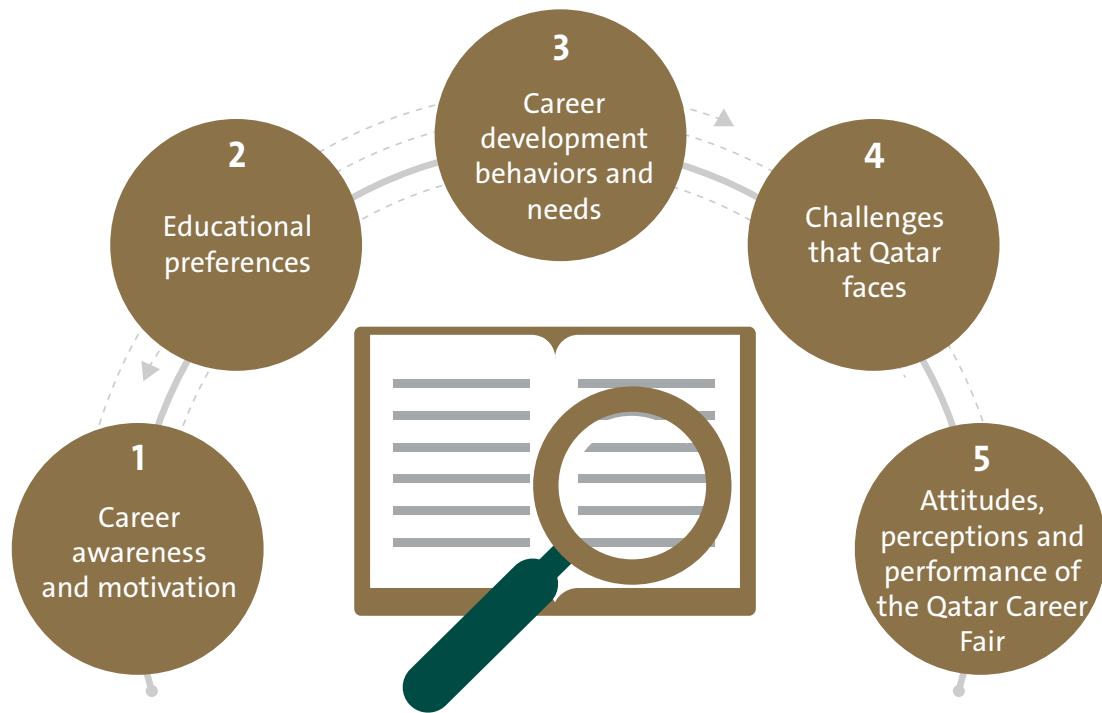 1
Career
awareness
and motivation
2
Educational
preferences
3
Career
development
behaviors and
needs
4
Challenges
that Qatar
faces
5
Attitudes,
perceptions and
performance of
the Qatar Career
Fair